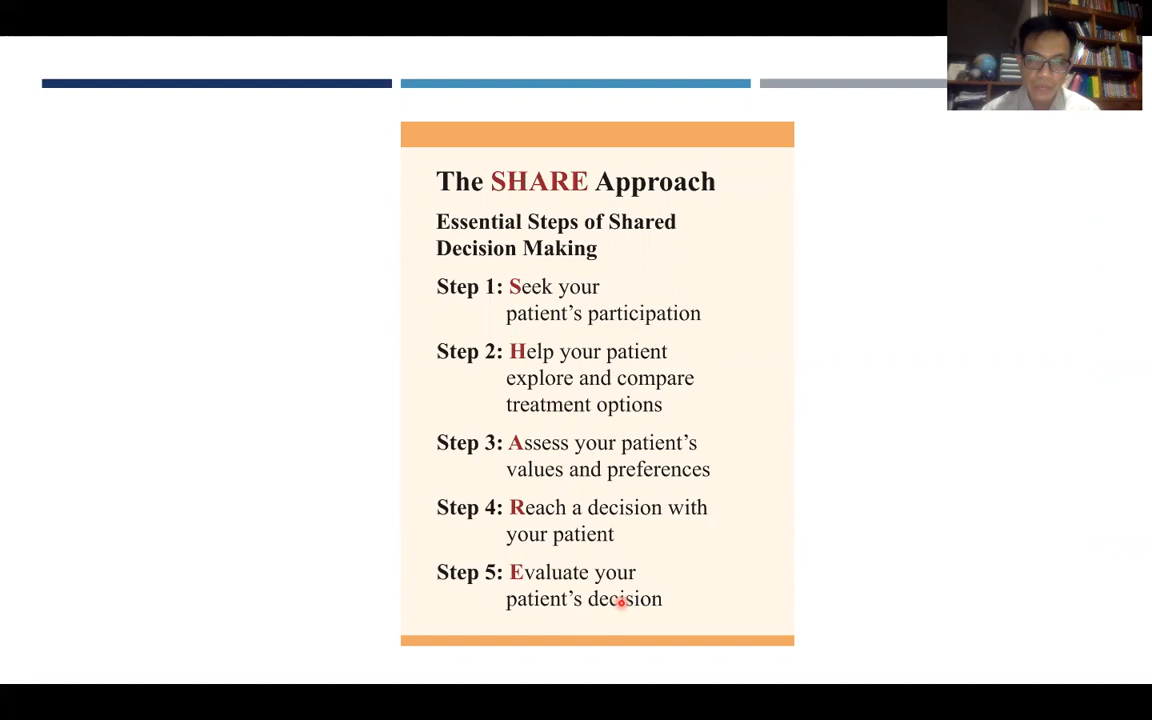 The SHARE Approach
Essential Steps of Shared
Decision Making
Step 1: Seek your
patient’s participation
Step 2: Help your patient
explore and compare
treatment options
Step 3: Assess your patient’s
values and preferences
Step 4: Reach a decision with
your patient
Step 5: Evaluate your
patient’s decision